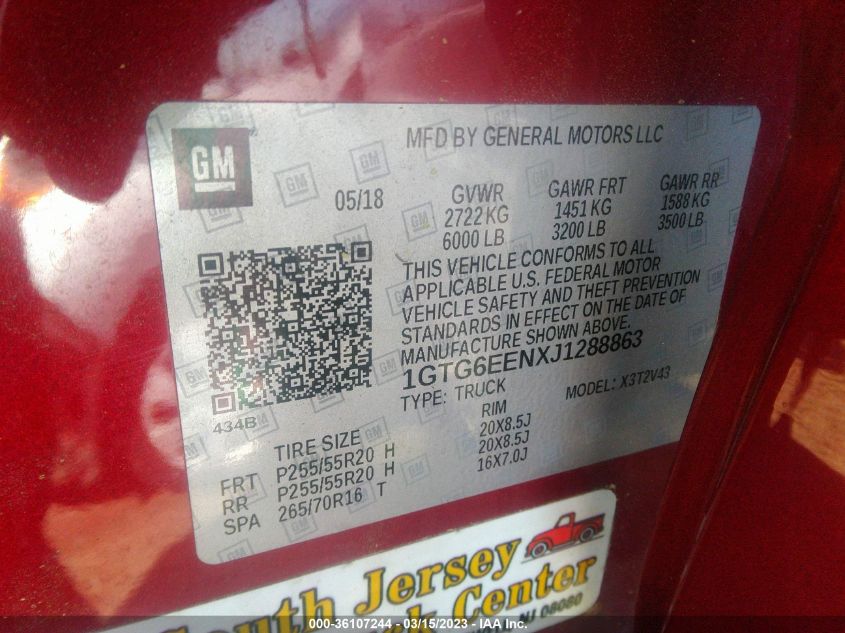 GM
MFD BY GENERAL MOTORS LLC
05/18
GVWR GAWR FRT GAWR RR
2722 KG 1451 KG 1588 KG
6000 LB 3200 LB 3500 LB
THIS VEHICLE CONFORMS TO ALL
APPLICABLE U.S. FEDERAL MOTOR
VEHICLE SAFETY AND THEFT PREVENTION
STANDARDS IN EFFECT ON THE DATE OF
MANUFACTURE SHOWN ABOVE.
1GTG6EENXJ1288863
TYPE: TRUCK MODEL: X3T2V43
434B
TIRE SIZE RIM
FRT P255/55R20 H 20X8.5J
RR P255/55R20 H 20X8.5J
SPA 265/70R16 T 16X7.0J
South Jersey
Center
NJ 08060
000-36107244 - 03/15/2023 - IAA Inc.